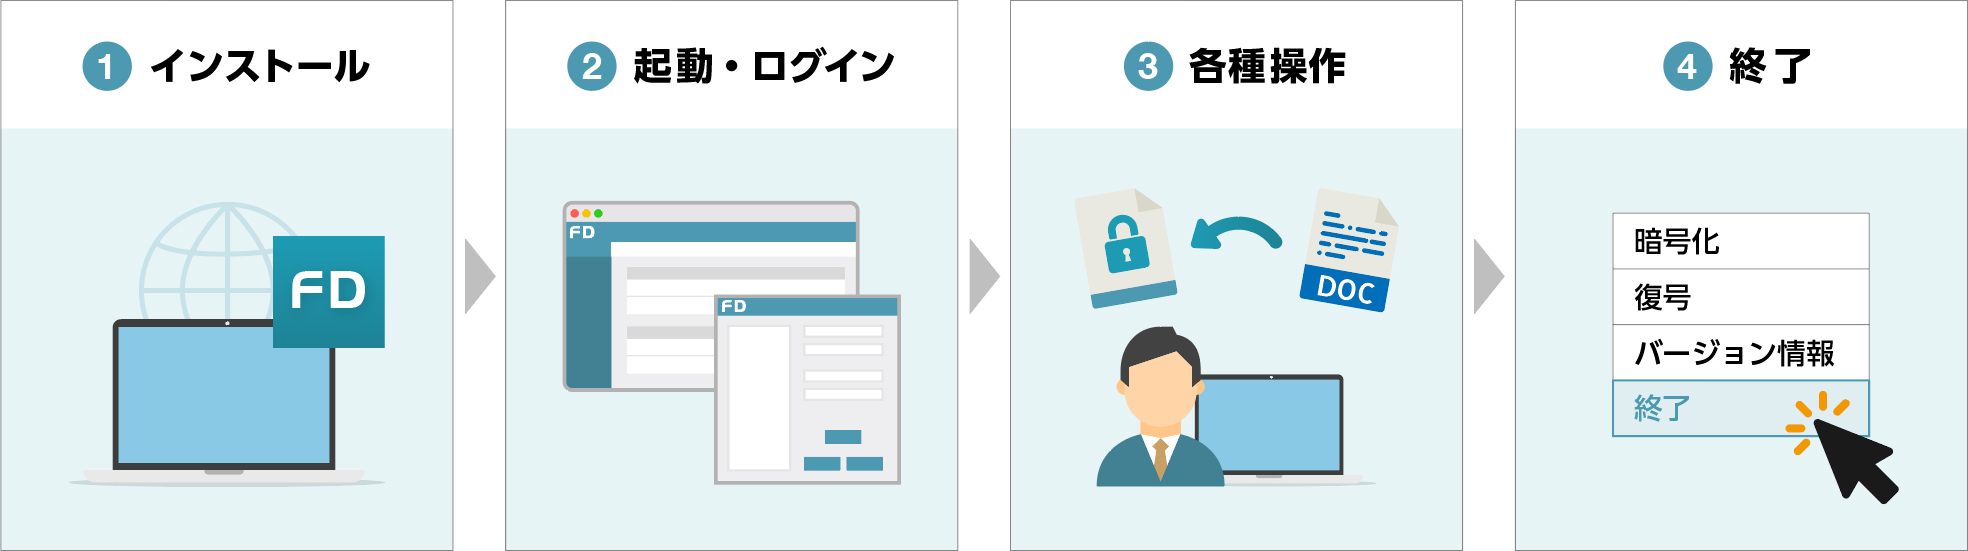 1 インストール
FD
2 起動・ログイン
FD
FD
3 各種操作
DOC
4 終了
暗号化
復号
バージョン情報
終了